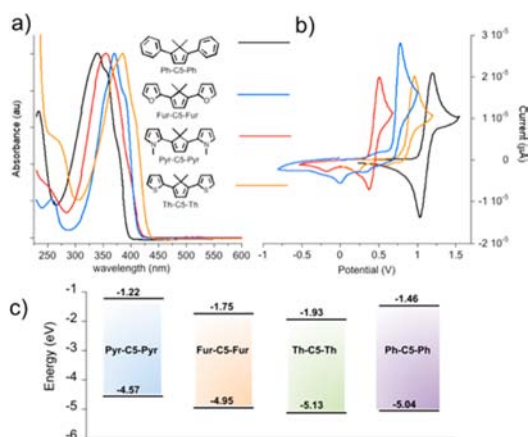 a)
Ph-C5-Ph
Fur-C5-Fur
Pyr-C5-Pyr
Th-C5-Th
Absorbance (au)
250 300 350 400 450 500 550 600
wavelength (nm)
b)
3 10⁻⁵
2 10⁻⁵
1 10⁻⁵
0
-1 10⁻⁵
-2 10⁻⁵
Current (µA)
-1 -0.5 0 0.5 1 1.5
Potential (V)
c)
Energy (eV)
-1
-2
-3
-4
-5
-6
-1.22 -1.75 -1.93 -1.46
Pyr-C5-Pyr Fur-C5-Fur Th-C5-Th Ph-C5-Ph
-4.57 -4.95 -5.13 -5.04